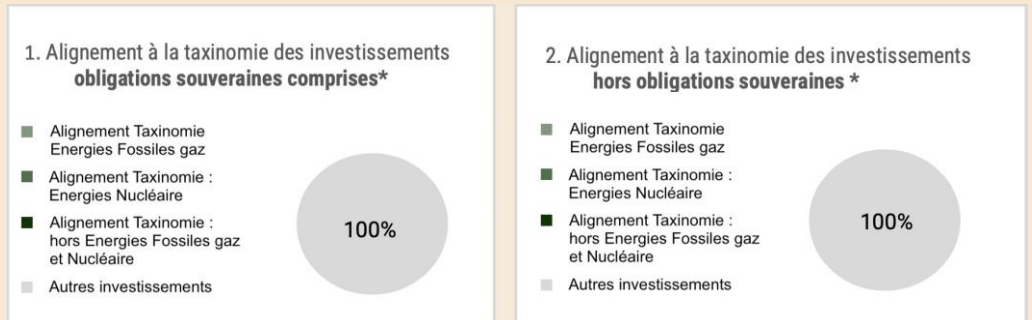 1. Alignement à la taxinomie des investissements
obligations souveraines comprises*
Alignement Taxinomie
Energies Fossiles gaz
Alignement Taxinomie :
Energies Nucléaire
Alignement Taxinomie :
hors Energies Fossiles gaz
et Nucléaire
Autres investissements
100%
2. Alignement à la taxinomie des investissements
hors obligations souveraines *
Alignement Taxinomie
Energies Fossiles gaz
Alignement Taxinomie :
Energies Nucléaire
Alignement Taxinomie :
hors Energies Fossiles gaz
et Nucléaire
Autres investissements
100%